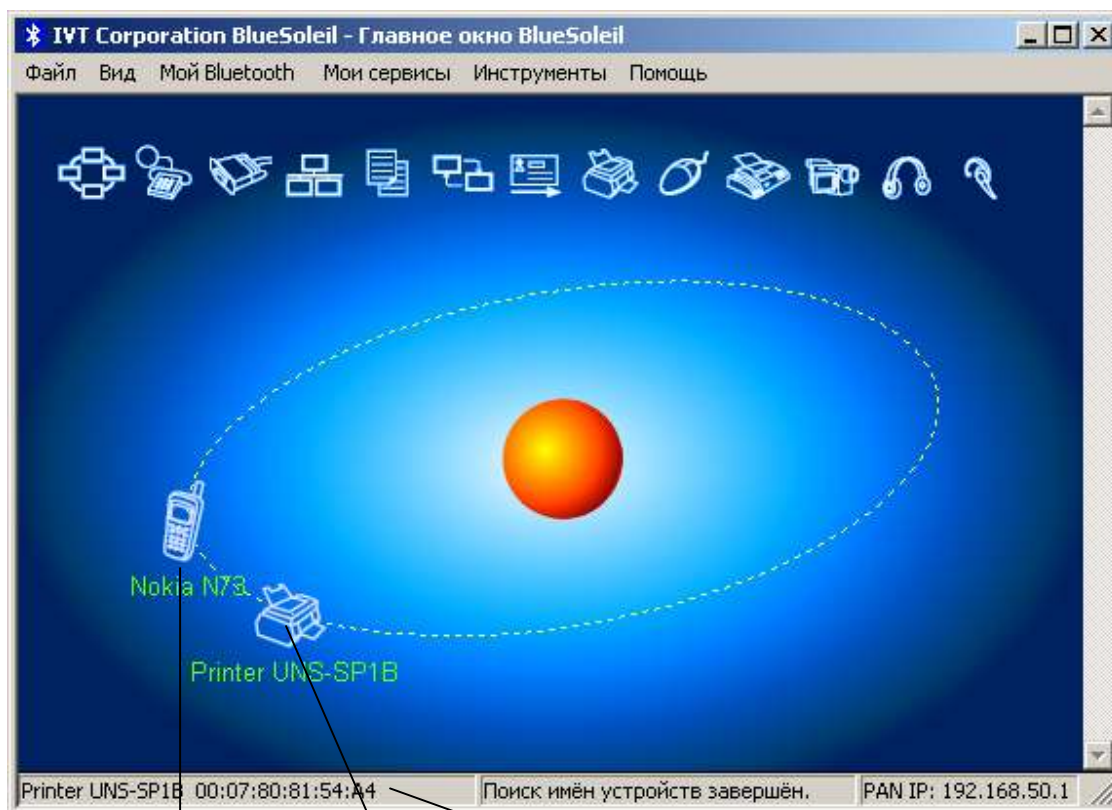 IVT Corporation BlueSoleil - Главное окно BlueSoleil
Файл Вид Мой Bluetooth Мои сервисы Инструменты Помощь
Nokia N73
Printer UNS-SP1B
Printer UNS-SP1B 00:07:80:81:54:A4 Поиск имён устройств завершён. PAN IP: 192.168.50.1